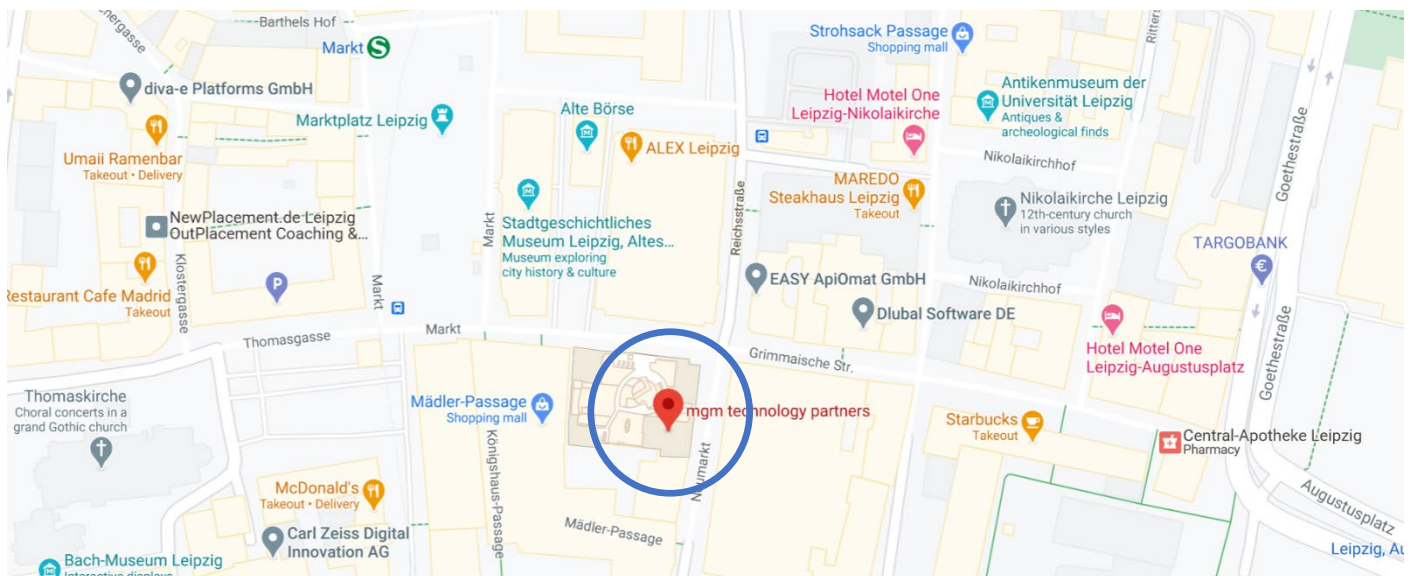 Barthels Hof
Markt
diva-e Platforms GmbH
Marktplatz Leipzig
Umaii Ramenbar
Takeout • Delivery
NewPlacement.de Leipzig
OutPlacement Coaching &...
Restaurant Cafe Madrid
Takeout
Klostergasse
P
Markt
Markt
Alte Börse
ALEX Leipzig
Stadtgeschichtliches
Museum Leipzig, Altes...
Museum exploring
city history & culture
Strohsack Passage
Shopping mall
Hotel Motel One
Leipzig-Nikolaikirche
Antikenmuseum der
Universität Leipzig
Antiques &
archeological finds
Nikolaikirchhof
MAREDO
Steakhaus Leipzig
Takeout
Nikolaikirche Leipzig
12th-century church
in various styles
Reichsstraße
EASY ApiOmat GmbH
Nikolaikirchhof
Dlubal Software DE
TARGOBANK
Goethestraße
Goethestraße
Hotel Motel One
Leipzig-Augustusplatz
Thomasgasse
Markt
Grimmaische Str.
Thomaskirche
Choral concerts in a
grand Gothic church
Mädler-Passage
Shopping mall
mgm technology partners
Starbucks
Takeout
Central-Apotheke Leipzig
Pharmacy
Königshaus-Passage
Neumarkt
McDonald's
Takeout • Delivery
Carl Zeiss Digital
Innovation AG
Mädler-Passage
Augustusplatz
Bach-Museum Leipzig
Leipzig,